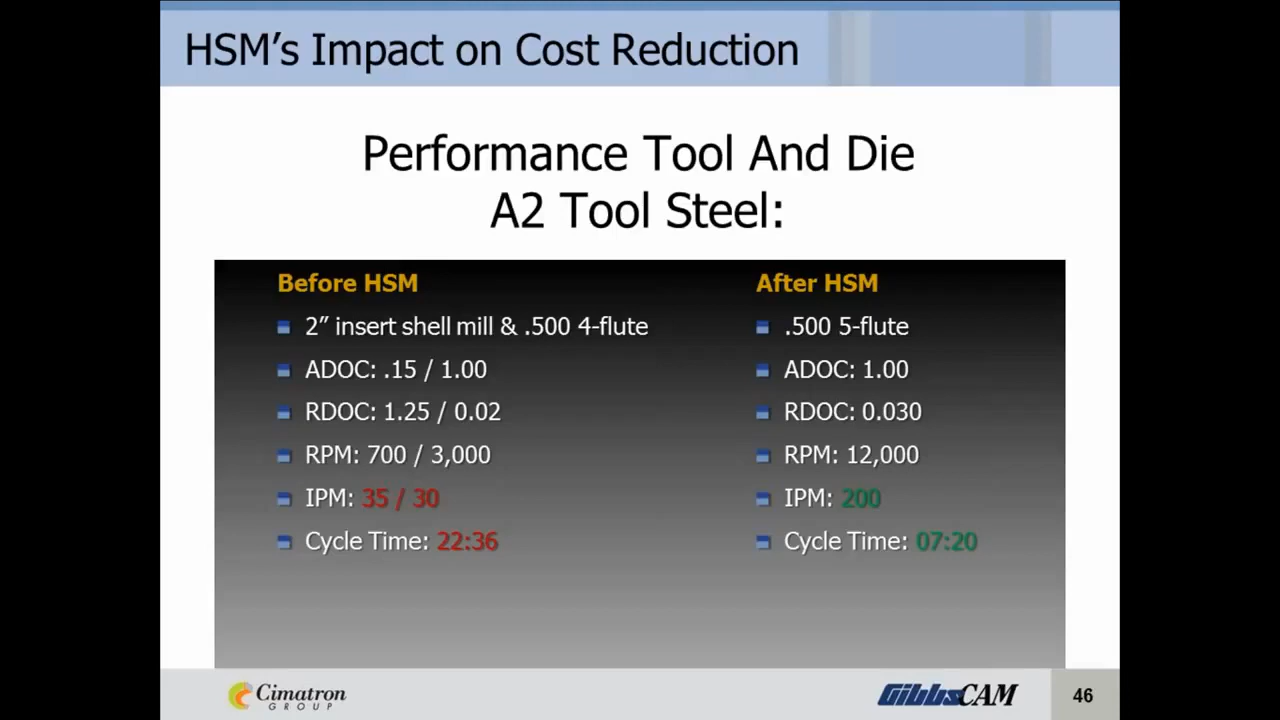 HSM’s Impact on Cost Reduction
Performance Tool And Die
A2 Tool Steel:
Before HSM
2” insert shell mill & .500 4-flute
ADOC: .15 / 1.00
RDOC: 1.25 / 0.02
RPM: 700 / 3,000
IPM: 35 / 30
Cycle Time: 22:36
After HSM
.500 5-flute
ADOC: 1.00
RDOC: 0.030
RPM: 12,000
IPM: 200
Cycle Time: 07:20
Cimatron
GROUP
GibbsCAM
46